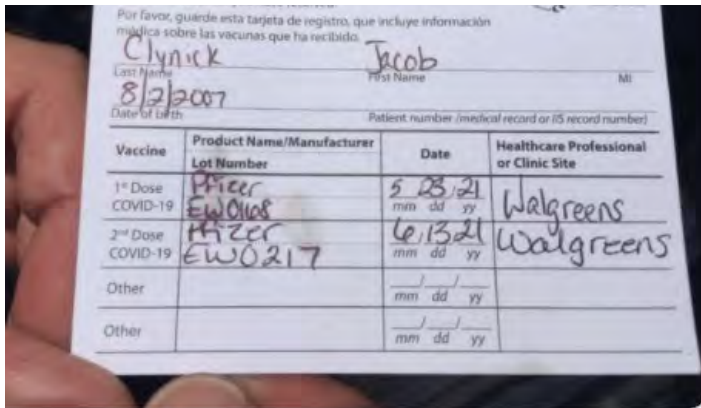 Por favor, guarde esta tarjeta de registro, que incluye información
médica sobre las vacunas que ha recibido.
Clynick Jacob
Last Name First Name MI
8/2/2007
Date of birth Patient number (medical record or IIS record number)
Vaccine Product Name/Manufacturer Date Healthcare Professional
Lot Number or Clinic Site
1st Dose Pfizer 5 23 21 Walgreens
COVID-19 EW0168 mm dd yy
2nd Dose Pfizer 6,13,21 Walgreens
COVID-19 EW0217 mm dd yy
Other
mm dd yy
Other
mm dd yy